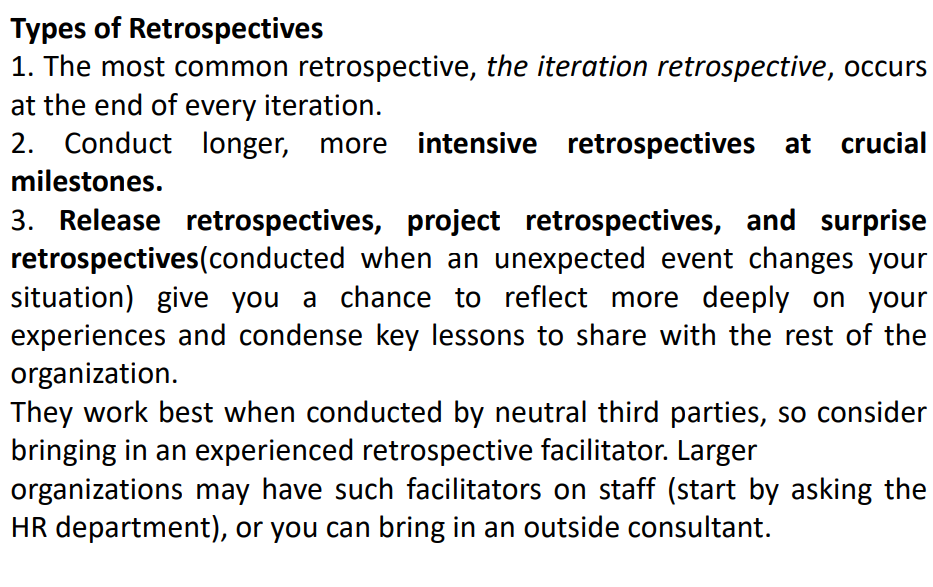 Types of Retrospectives
1. The most common retrospective, the iteration retrospective, occurs
at the end of every iteration.
2. Conduct longer, more intensive retrospectives at crucial
milestones.
3. Release retrospectives, project retrospectives, and surprise
retrospectives(conducted when an unexpected event changes your
situation) give you a chance to reflect more deeply on your
experiences and condense key lessons to share with the rest of the
organization.
They work best when conducted by neutral third parties, so consider
bringing in an experienced retrospective facilitator. Larger
organizations may have such facilitators on staff (start by asking the
HR department), or you can bring in an outside consultant.